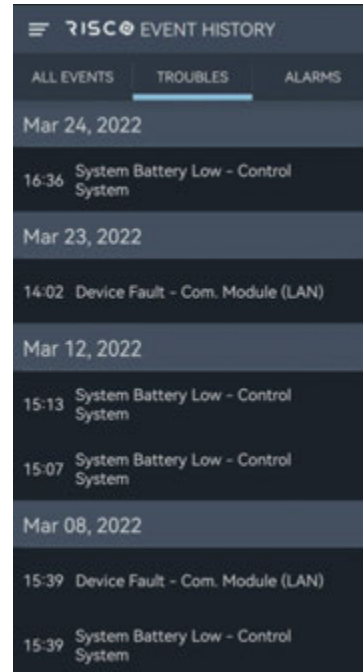 RISCO EVENT HISTORY
ALL EVENTS TROUBLES ALARMS
Mar 24, 2022
16:36 System Battery Low - Control
System
Mar 23, 2022
14:02 Device Fault - Com. Module (LAN)
Mar 12, 2022
15:13 System Battery Low - Control
System
15:07 System Battery Low - Control
System
Mar 08, 2022
15:39 Device Fault - Com. Module (LAN)
15:39 System Battery Low - Control
System